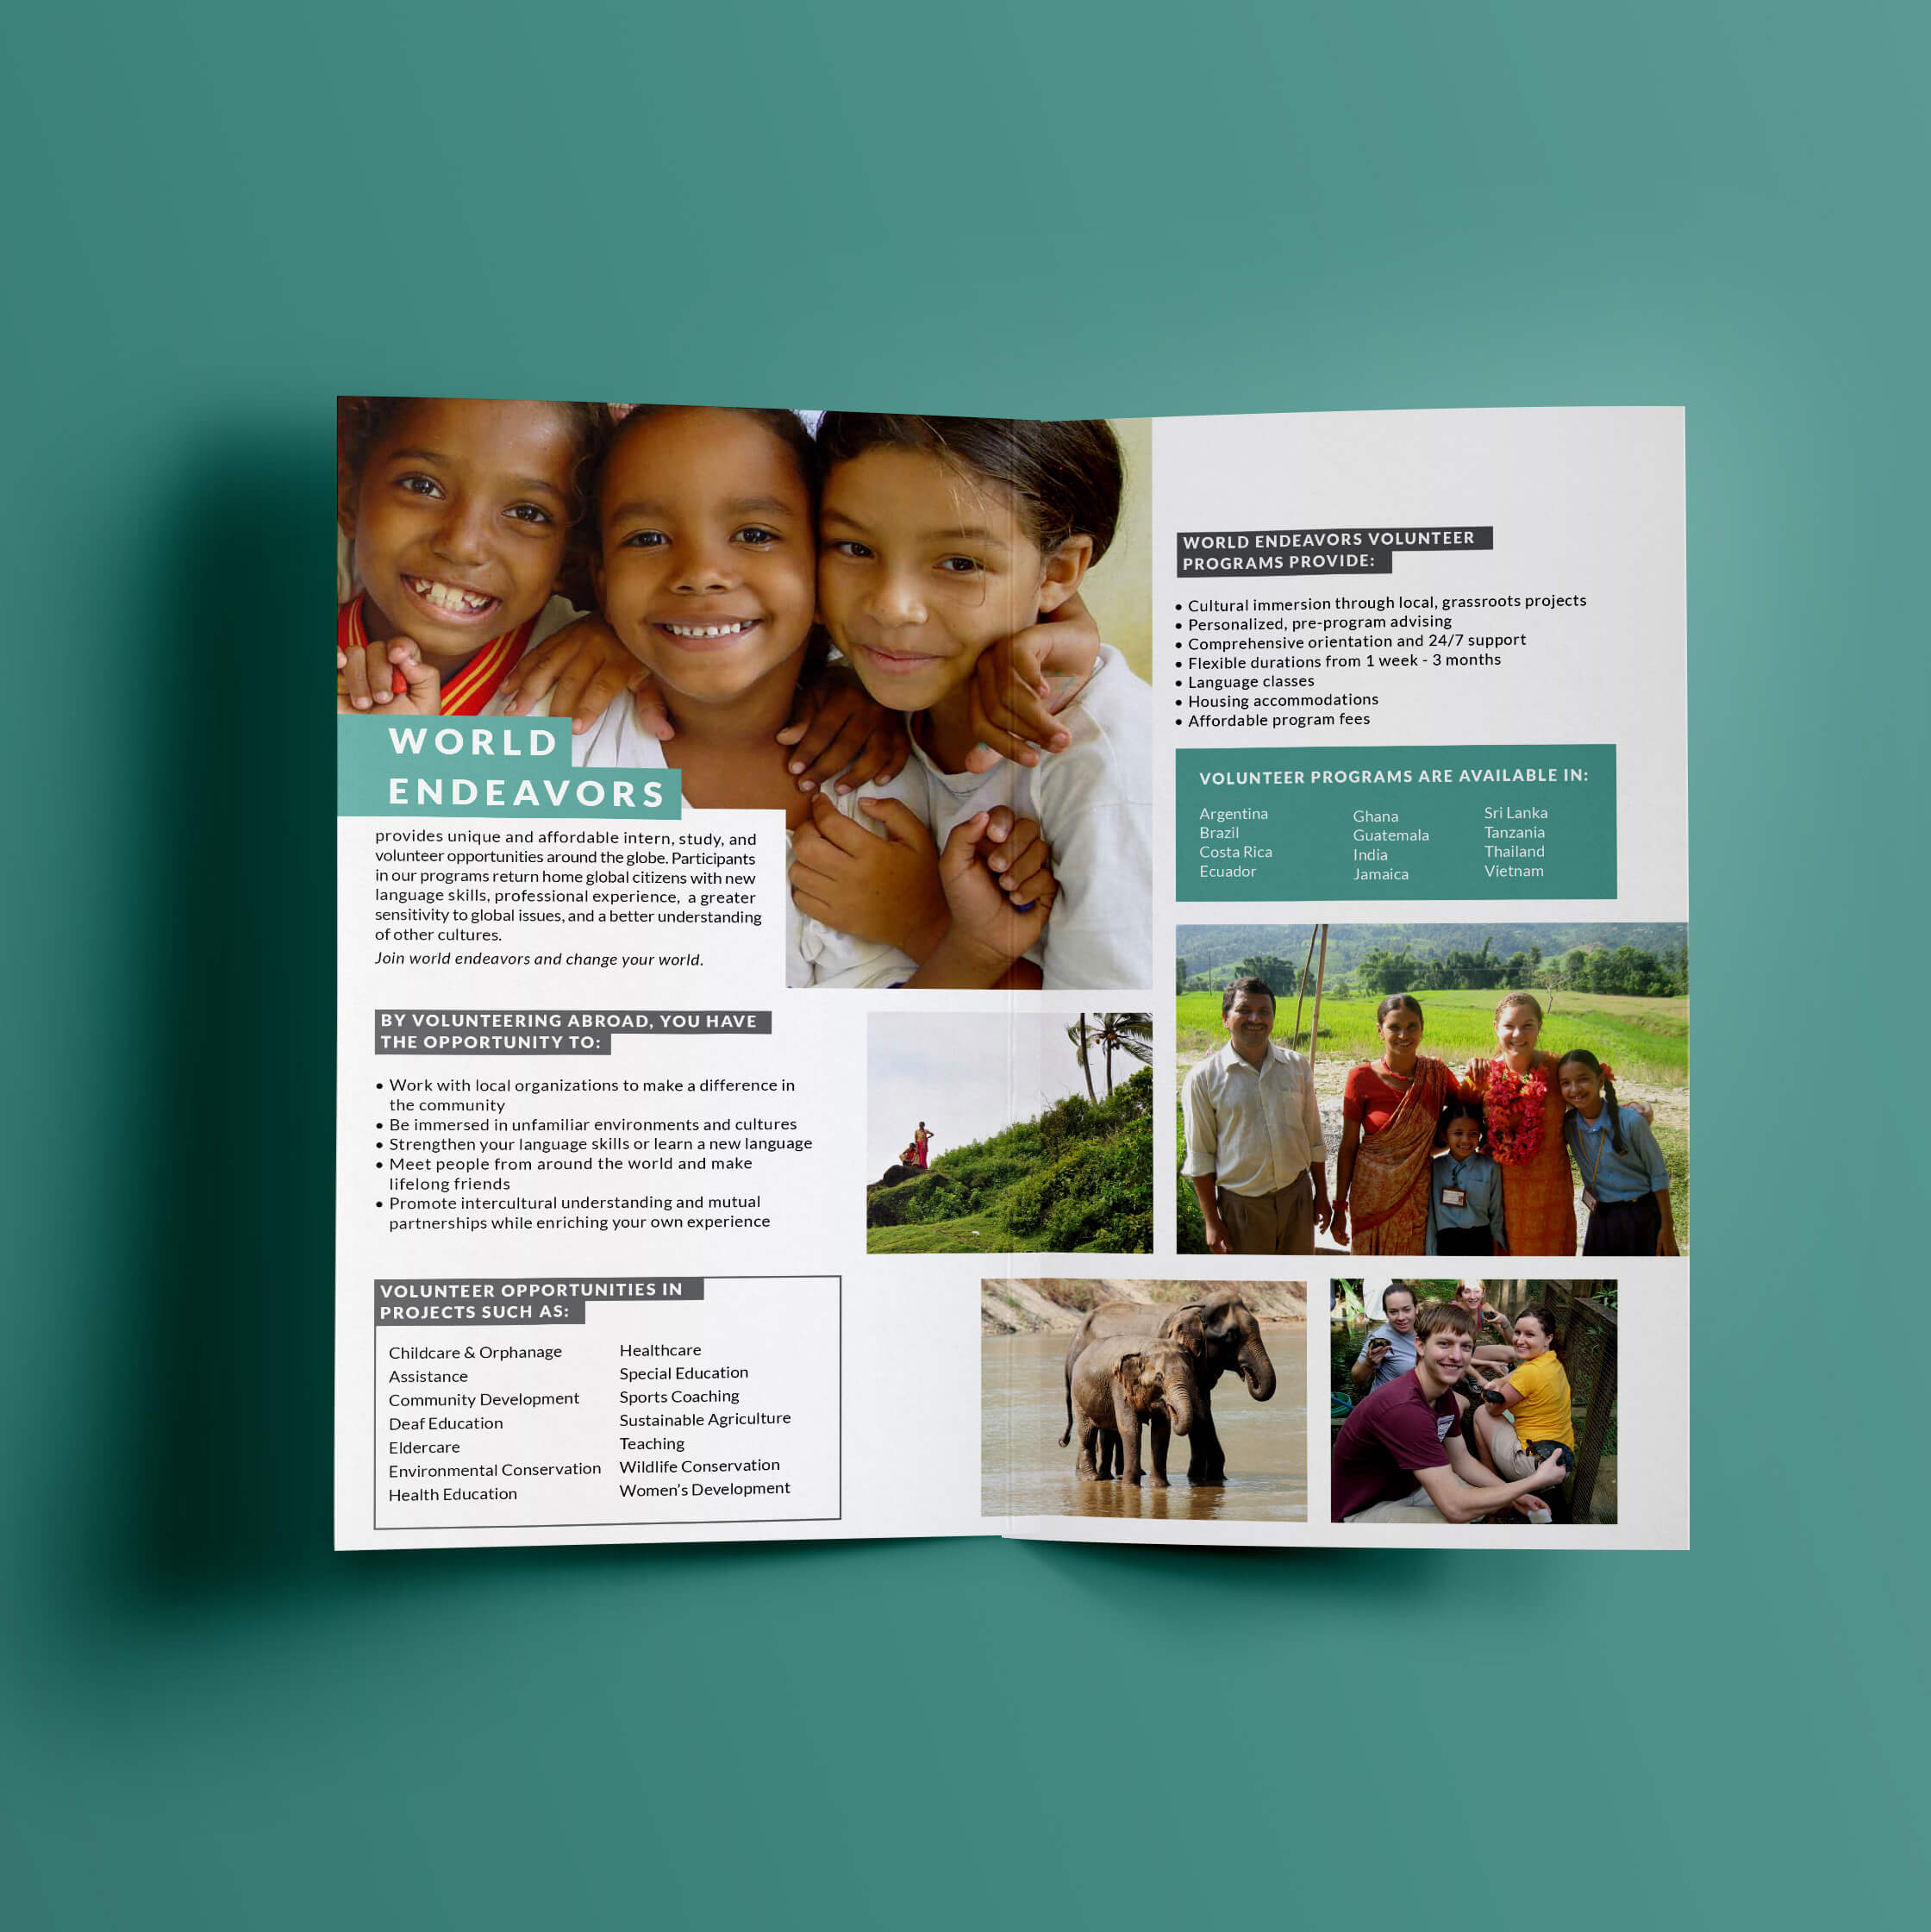 WORLD
ENDEAVORS
provides unique and affordable intern, study, and
volunteer opportunities around the globe. Participants
in our programs return home global citizens with new
language skills, professional experience, a greater
sensitivity to global issues, and a better understanding
of other cultures.
Join world endeavors and change your world.
BY VOLUNTEERING ABROAD, YOU HAVE
THE OPPORTUNITY TO:
• Work with local organizations to make a difference in
the community
• Be immersed in unfamiliar environments and cultures
• Strengthen your language skills or learn a new language
• Meet people from around the world and make
lifelong friends
• Promote intercultural understanding and mutual
partnerships while enriching your own experience
VOLUNTEER OPPORTUNITIES IN
PROJECTS SUCH AS:
Childcare & Orphanage
Assistance
Community Development
Deaf Education
Eldercare
Environmental Conservation
Health Education
Healthcare
Special Education
Sports Coaching
Sustainable Agriculture
Teaching
Wildlife Conservation
Women's Development
WORLD ENDEAVORS VOLUNTEER
PROGRAMS PROVIDE:
• Cultural immersion through local, grassroots projects
• Personalized, pre-program advising
• Comprehensive orientation and 24/7 support
• Flexible durations from 1 week - 3 months
• Language classes
• Housing accommodations
• Affordable program fees
VOLUNTEER PROGRAMS ARE AVAILABLE IN:
Argentina
Brazil
Costa Rica
Ecuador
Ghana
Guatemala
India
Jamaica
Sri Lanka
Tanzania
Thailand
Vietnam